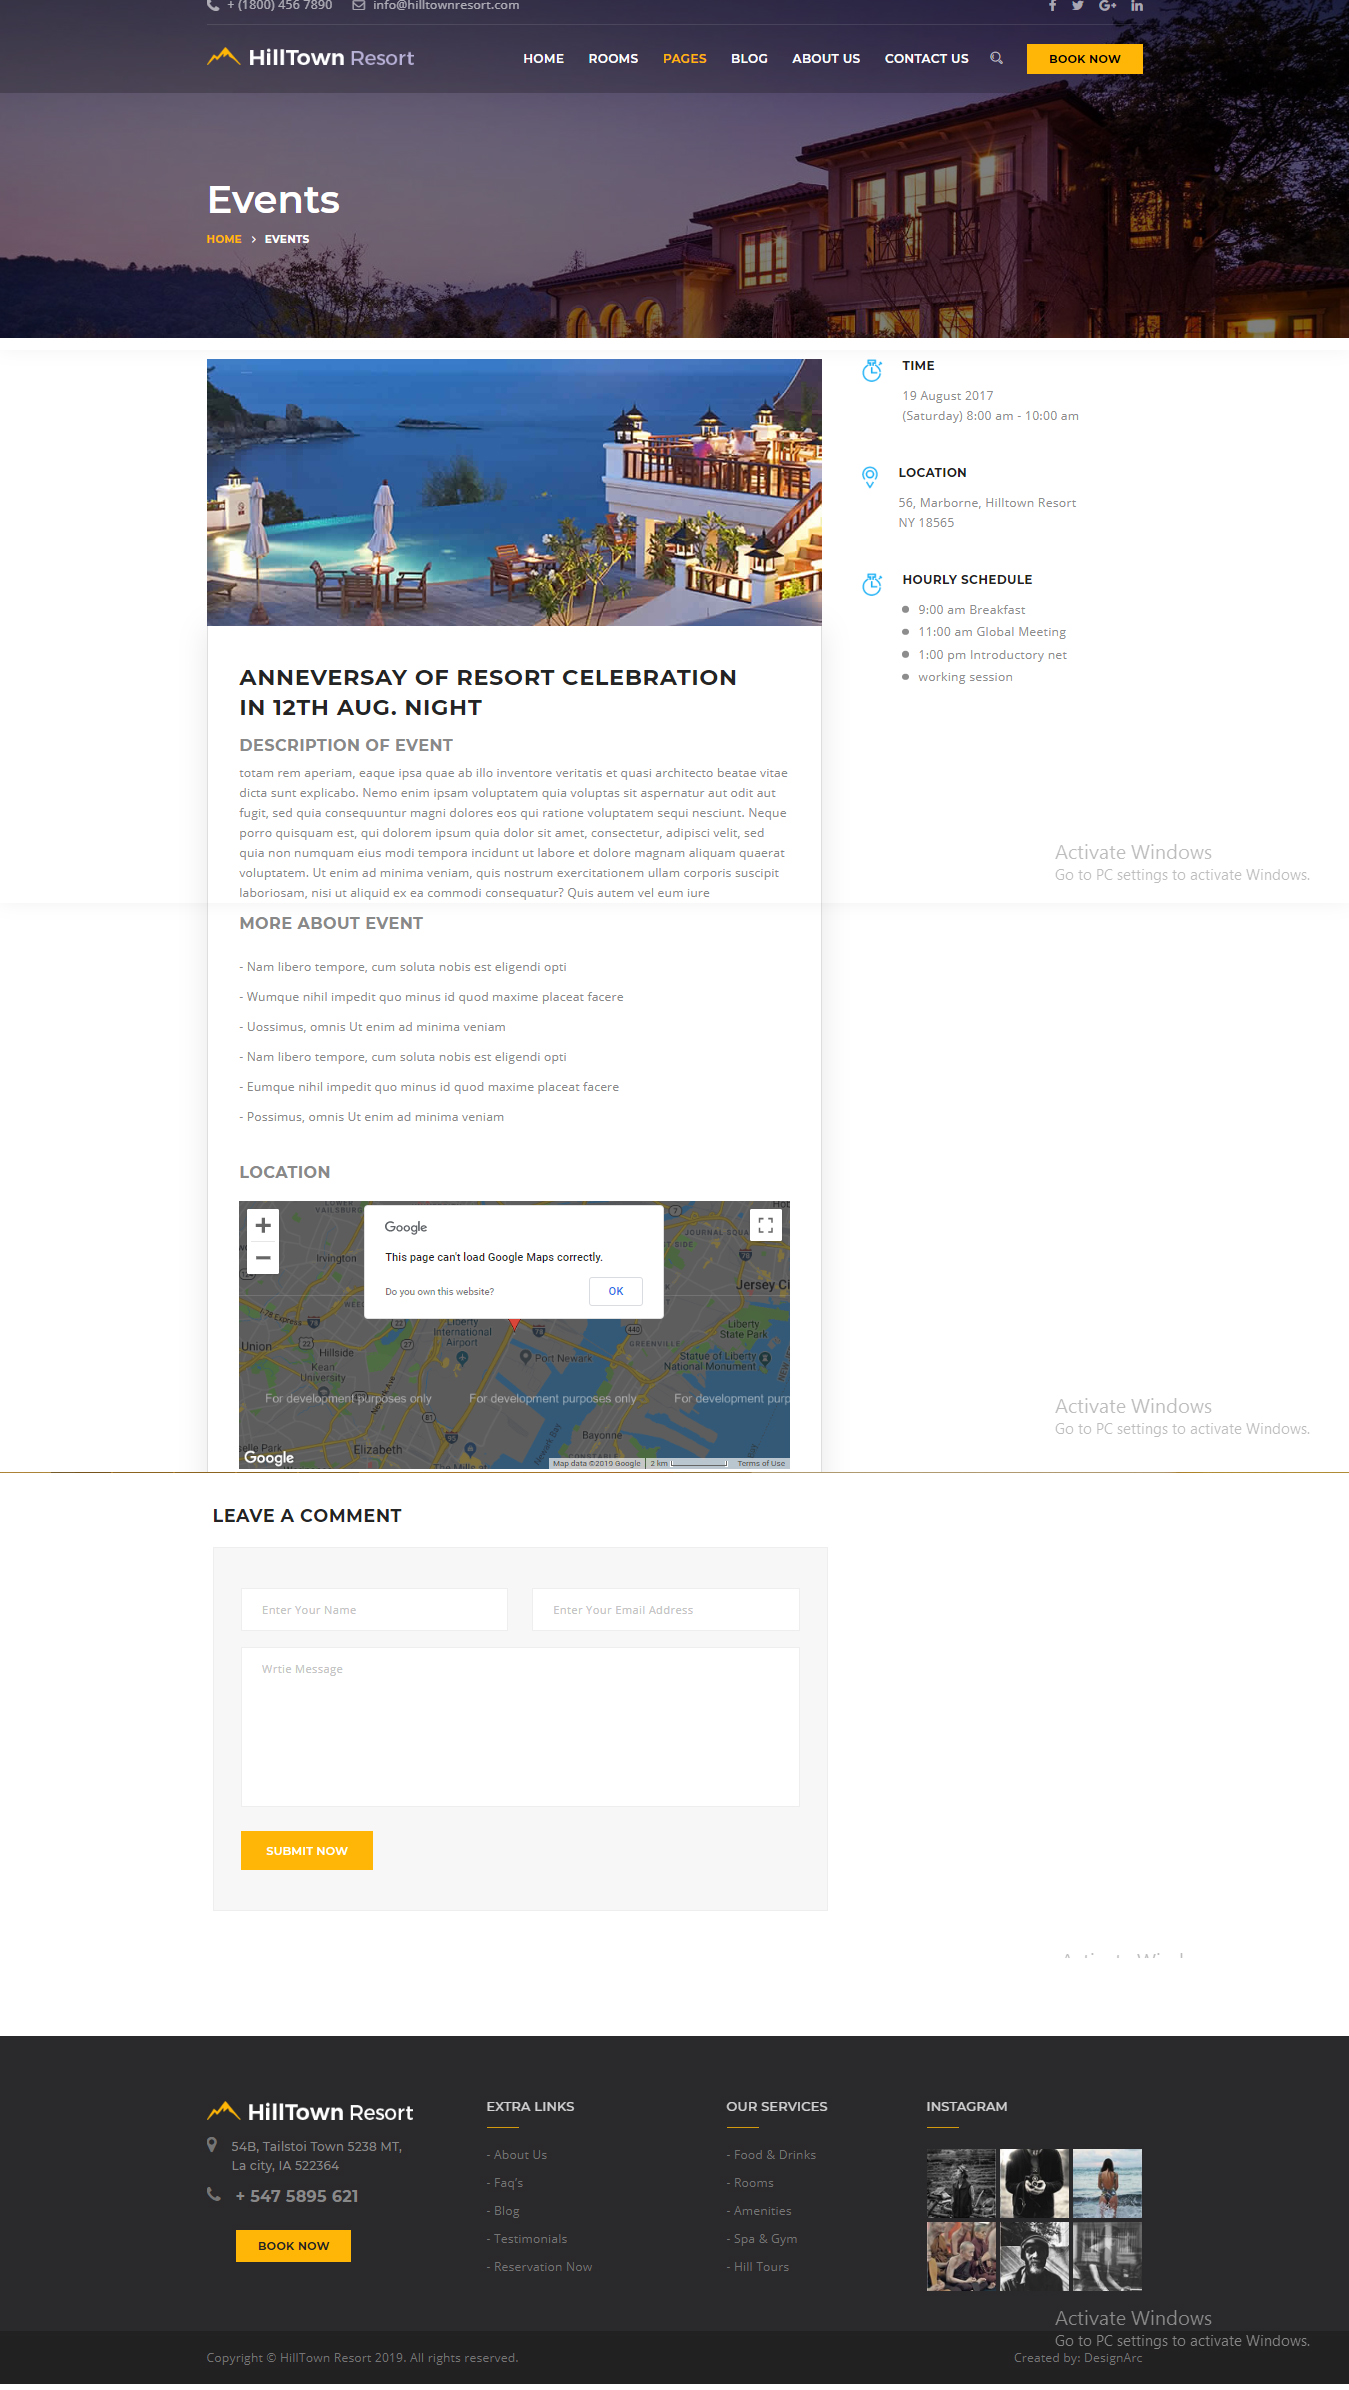 + (1800) 456 7890 info@hilltownresort.com
HillTown Resort HOME ROOMS PAGES BLOG ABOUT US CONTACT US BOOK NOW
Events
HOME > EVENTS
TIME
19 August 2017
(Saturday) 8:00 am - 10:00 am
LOCATION
56, Marborne, Hilltown Resort
NY 18565
HOURLY SCHEDULE
9:00 am Breakfast
11:00 am Global Meeting
1:00 pm Introductory net
working session
ANNEVERSAY OF RESORT CELEBRATION
IN 12TH AUG. NIGHT
DESCRIPTION OF EVENT
totam rem aperiam, eaque ipsa quae ab illo inventore veritatis et quasi architecto beatae vitae
dicta sunt explicabo. Nemo enim ipsam voluptatem quia voluptas sit aspernatur aut odit aut
fugit, sed quia consequuntur magni dolores eos qui ratione voluptatem sequi nesciunt. Neque
porro quisquam est, qui dolorem ipsum quia dolor sit amet, consectetur, adipisci velit, sed
quia non numquam eius modi tempora incidunt ut labore et dolore magnam aliquam quaerat
voluptatem. Ut enim ad minima veniam, quis nostrum exercitationem ullam corporis suscipit
laboriosam, nisi ut aliquid ex ea commodi consequatur? Quis autem vel eum iure
Activate Windows
Go to PC settings to activate Windows.
MORE ABOUT EVENT
- Nam libero tempore, cum soluta nobis est eligendi opti
- Wumque nihil impedit quo minus id quod maxime placeat facere
- Uossimus, omnis Ut enim ad minima veniam
- Nam libero tempore, cum soluta nobis est eligendi opti
- Eumque nihil impedit quo minus id quod maxime placeat facere
- Possimus, omnis Ut enim ad minima veniam
LOCATION
VAILSBURG
Google
This page can't load Google Maps correctly.
Do you own this website? OK
Irvington
JOURNAL SQUARE
Jersey Ci
I-78 Express
Union
Hillside
Kean
University
Liberty
International
Airport
Port Newark
GREENVILLE
Liberty
State Park
Statue of Liberty
National Monument
For development purposes only For development purposes only For development purp
Newark Ave
Newark Bay
Bayonne
Elizabeth
The Mills at
Google Map data ©2019 Google 2 km Terms of Use
Activate Windows
Go to PC settings to activate Windows.
LEAVE A COMMENT
Enter Your Name
Enter Your Email Address
Wrtie Message
SUBMIT NOW
HillTown Resort
54B, Tailstoi Town 5238 MT,
La city, IA 522364
+ 547 5895 621
BOOK NOW
EXTRA LINKS
- About Us
- Faq's
- Blog
- Testimonials
- Reservation Now
OUR SERVICES
- Food & Drinks
- Rooms
- Amenities
- Spa & Gym
- Hill Tours
INSTAGRAM
Activate Windows
Go to PC settings to activate Windows.
Copyright © HillTown Resort 2019. All rights reserved.
Created by: DesignArc